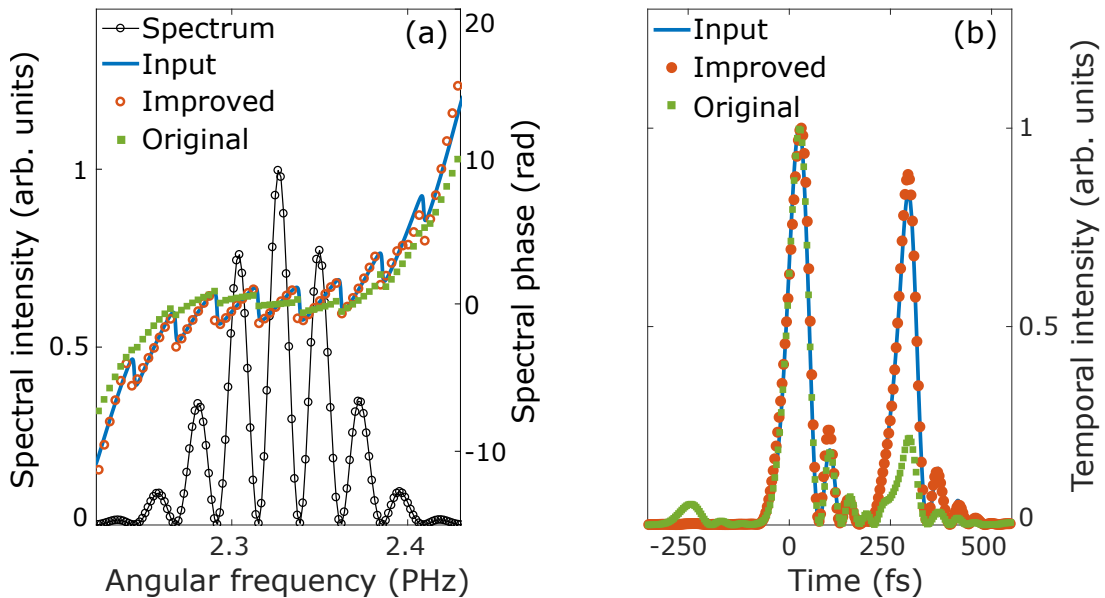 (a)
Spectrum
Input
Improved
Original
Spectral intensity (arb. units)
1
0.5
0
20
10
0
-10
Spectral phase (rad)
2.3
2.4
Angular frequency (PHz)
(b)
Input
Improved
Original
1
0.5
0
Temporal intensity (arb. units)
-250
0
250
500
Time (fs)